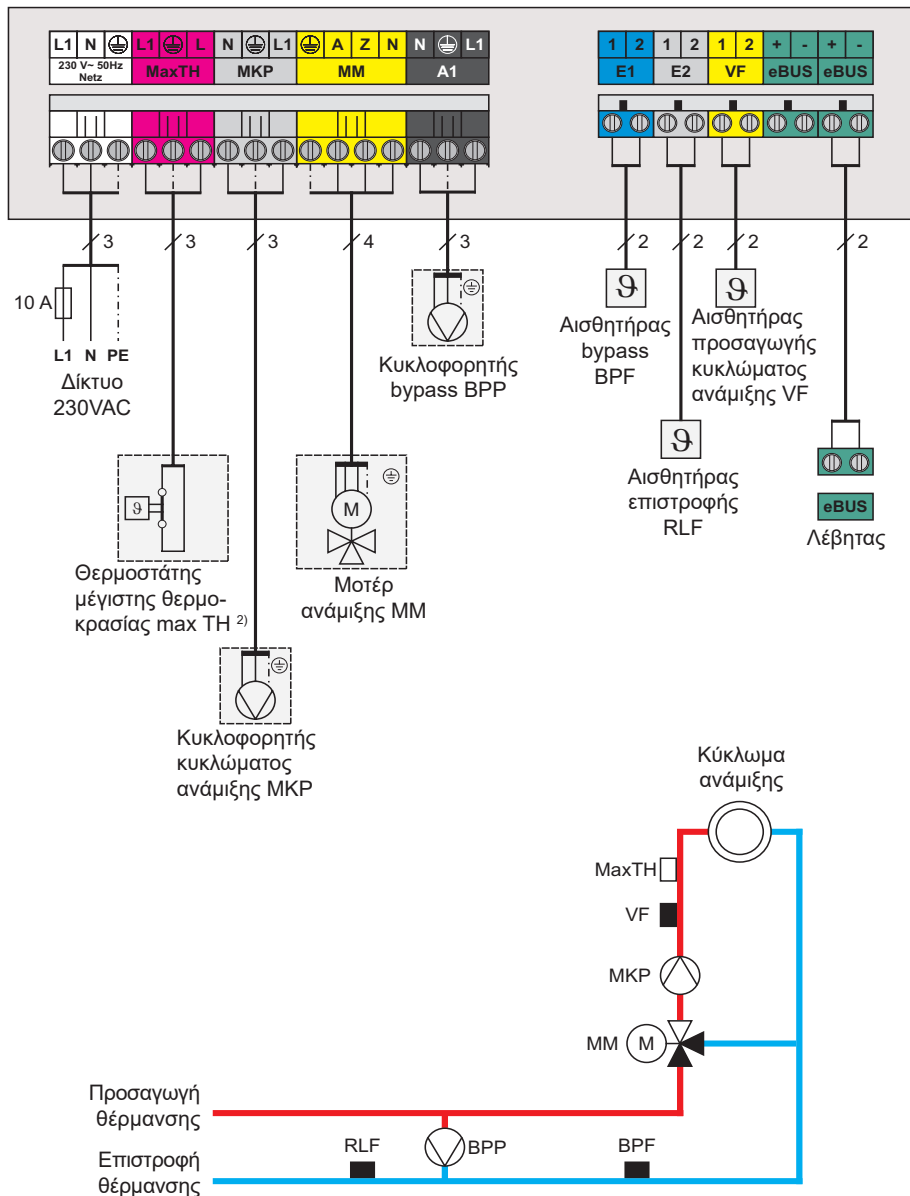 L1 N L1 L N L1 A Z N N L1 1 2 1 2 1 2 + - + -
230 V~ 50Hz
Netz
MaxTH MKP MM A1 E1 E2 VF eBUS eBUS
3 3 3 4 3 2 2 2 2
10 A
L1 N PE
Δίκτυο
230VAC
Κυκλοφορητής
bypass BPP
ϑ
Αισθητήρας
bypass
BPF
ϑ
Αισθητήρας
προσαγωγής
κυκλώματος
ανάμιξης VF
ϑ
Αισθητήρας
επιστροφής
RLF
eBUS
Λέβητας
ϑ
Θερμοστάτης
μέγιστης θερμο-
κρασίας max TH 2)
M
Μοτέρ
ανάμιξης MM
Κυκλοφορητής
κυκλώματος
ανάμιξης MKP
Κύκλωμα
ανάμιξης
MaxTH
VF
MKP
MM M
Προσαγωγή
θέρμανσης
RLF BPP BPF
Επιστροφή
θέρμανσης